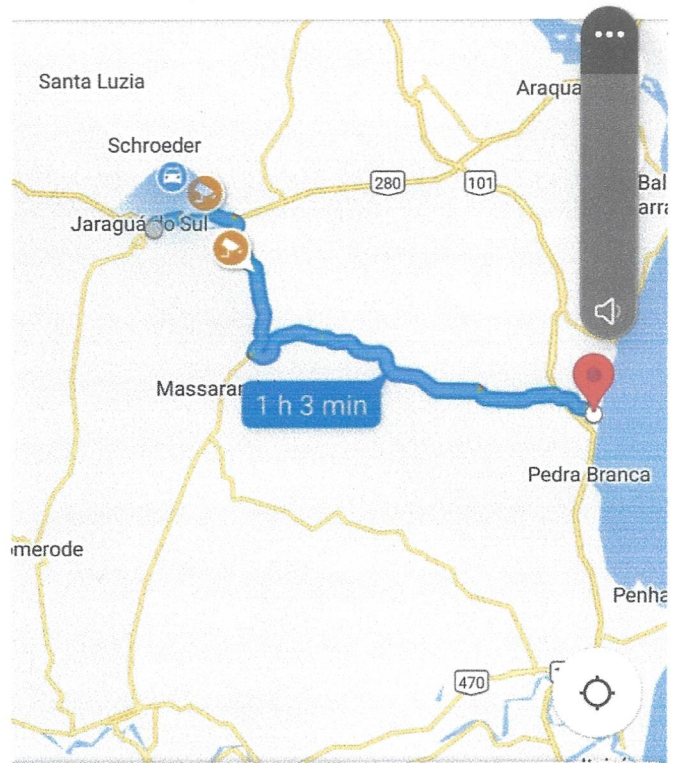 Santa Luzia
Araqua
Schroeder
280
101
Bal
arra
Jaraguá do Sul
Massarar
1 h 3 min
Pedra Branca
omerode
Penha
470